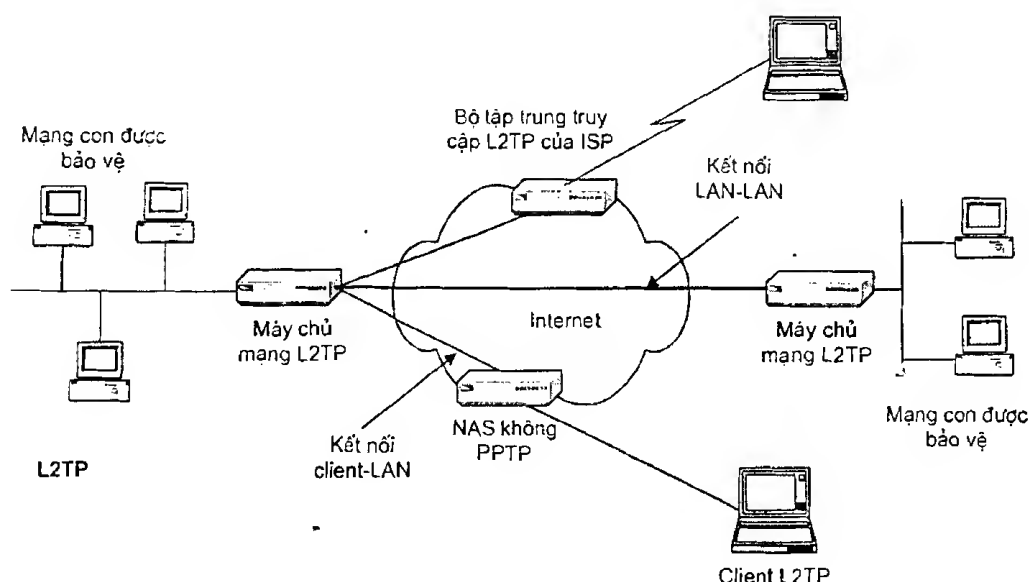 Mạng con được
bảo vệ
Bộ tập trung truy
cập L2TP của ISP
Kết nối
LAN-LAN
Máy chủ
mạng L2TP
Internet
Máy chủ
mạng L2TP
Mạng con được
bảo vệ
NAS không
PPTP
Kết nối
client-LAN
L2TP
Client L2TP